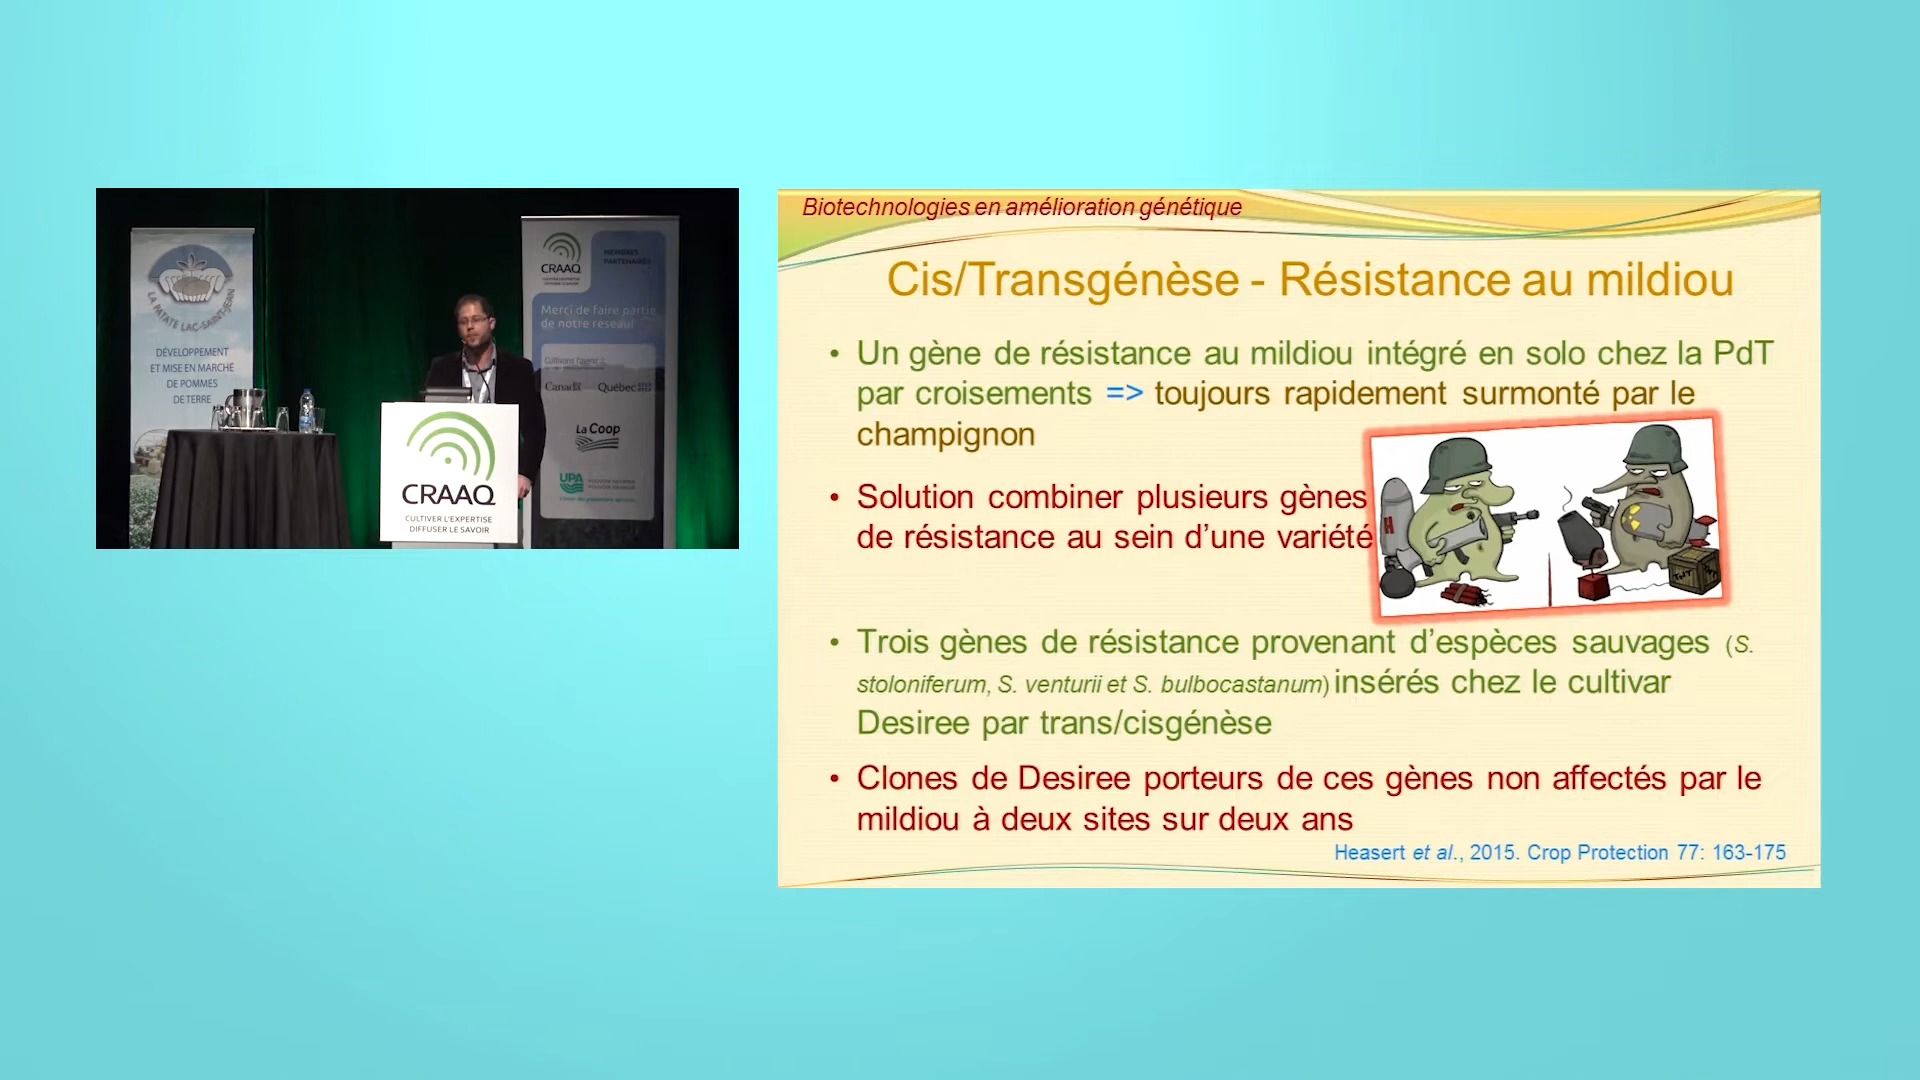 LA PATATE LAC-SAINT-JEAN
DÉVELOPPEMENT
ET MISE EN MARCHÉ
DE POMMES
DE TERRE
CRAAQ
CULTIVER L'EXPERTISE
DIFFUSER LE SAVOIR
CRAAQ
MEMBRES
PARTENAIRES
Merci de faire partie
de notre réseau!
Canada
Québec
La Coop
UPA
Biotechnologies en amélioration génétique
Cis/Transgénèse - Résistance au mildiou
• Un gène de résistance au mildiou intégré en solo chez la PdT
par croisements => toujours rapidement surmonté par le
champignon
• Solution combiner plusieurs gènes
de résistance au sein d’une variété
• Trois gènes de résistance provenant d’espèces sauvages (S.
stoloniferum, S. venturii et S. bulbocastanum) insérés chez le cultivar
Desiree par trans/cisgénèse
• Clones de Desiree porteurs de ces gènes non affectés par le
mildiou à deux sites sur deux ans
Heasert et al., 2015. Crop Protection 77: 163-175